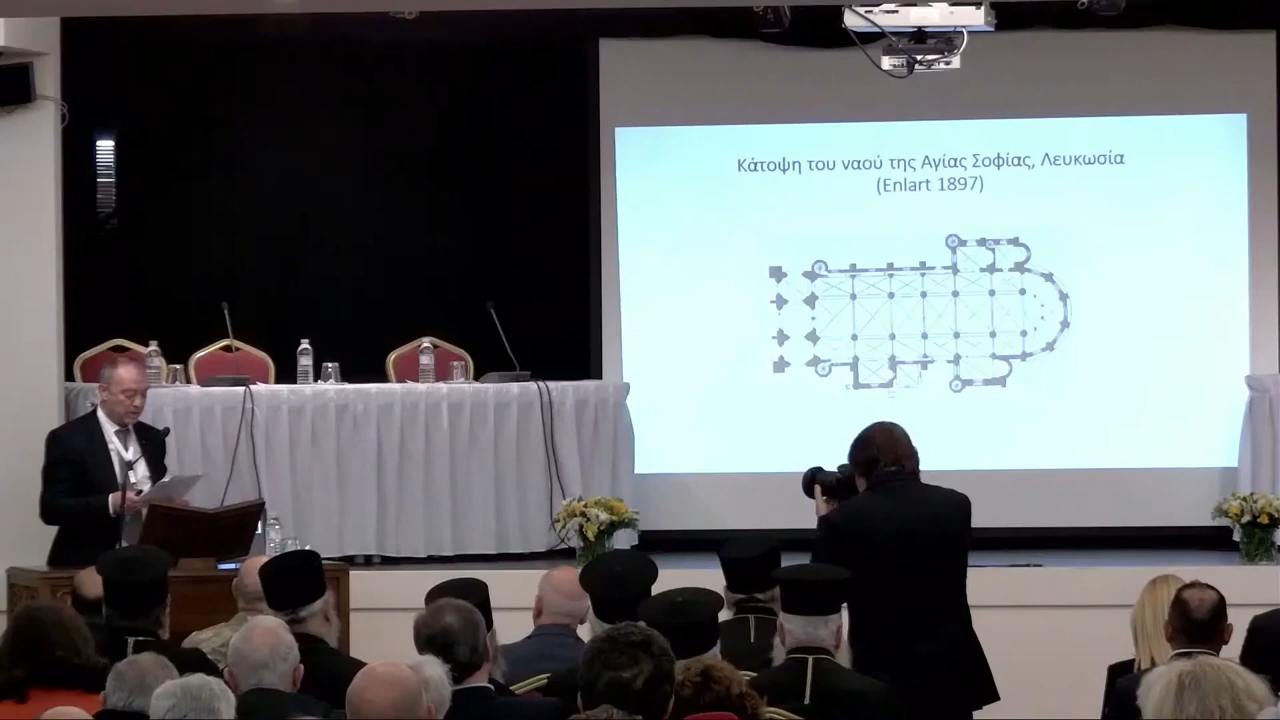 Κάτοψη του ναού της Αγίας Σοφίας, Λευκωσία
(Enlart 1897)